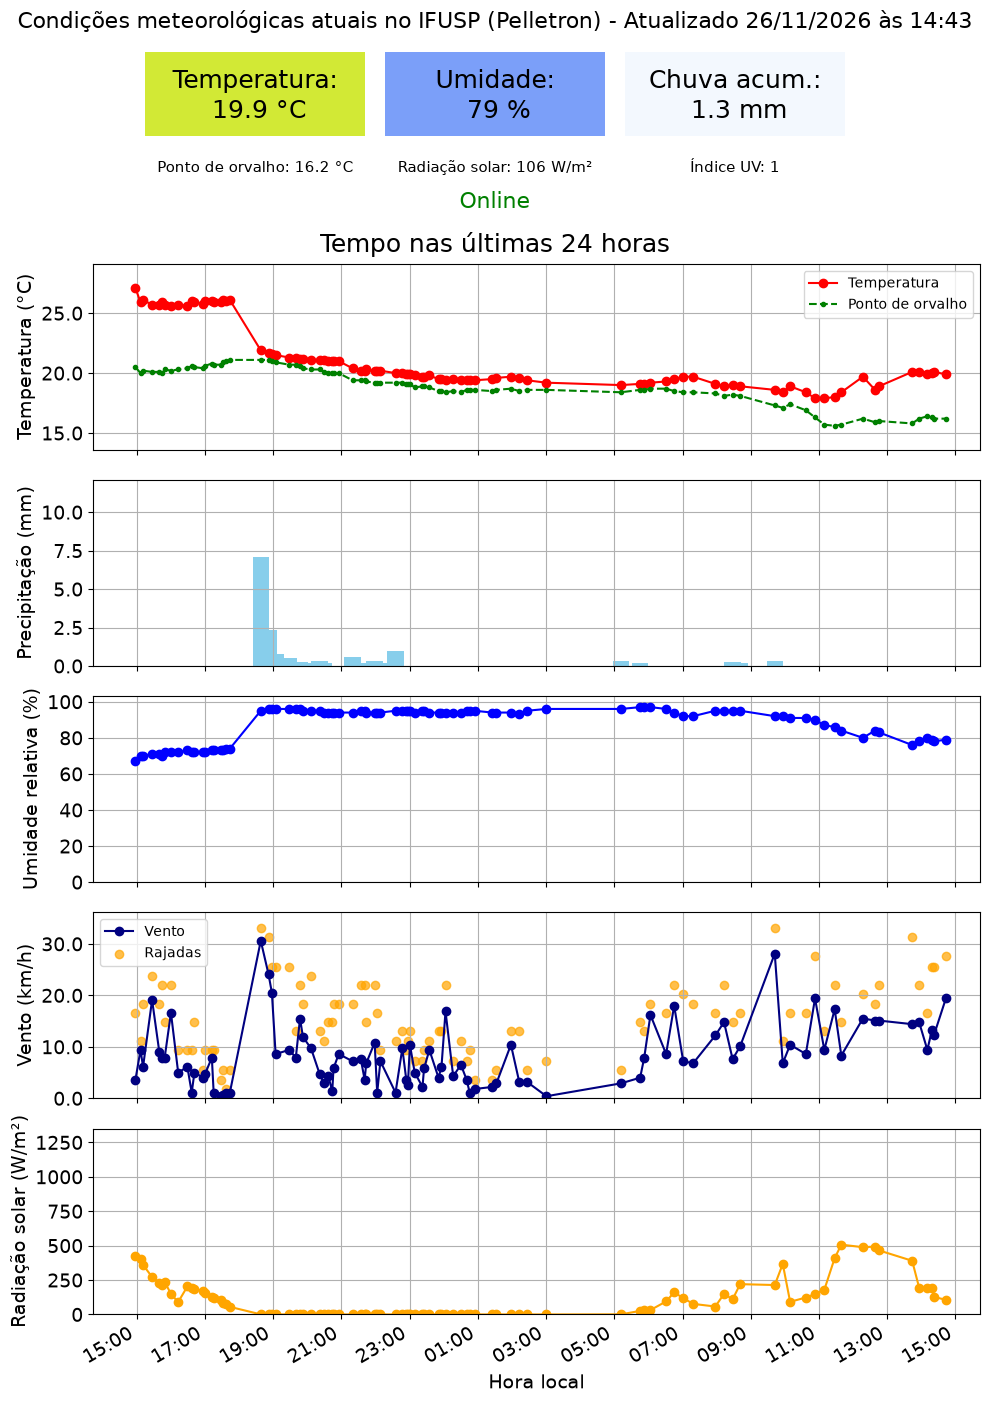 Condições meteorológicas atuais no IFUSP (Pelletron) - Atualizado 26/11/2026 às 14:43
Temperatura:
19.9 °C
Umidade:
79 %
Chuva acum.:
1.3 mm
Ponto de orvalho: 16.2 °C
Radiação solar: 106 W/m²
Índice UV: 1
Online
Tempo nas últimas 24 horas
Temperatura (°C)
25.0
20.0
15.0
Temperatura
Ponto de orvalho
Precipitação (mm)
10.0
7.5
5.0
2.5
0.0
Umidade relativa (%)
100
80
60
40
20
0
Vento (km/h)
30.0
20.0
10.0
0.0
Vento
Rajadas
Radiação solar (W/m²)
1250
1000
750
500
250
0
15:00
17:00
19:00
21:00
23:00
01:00
03:00
05:00
07:00
09:00
11:00
13:00
15:00
Hora local